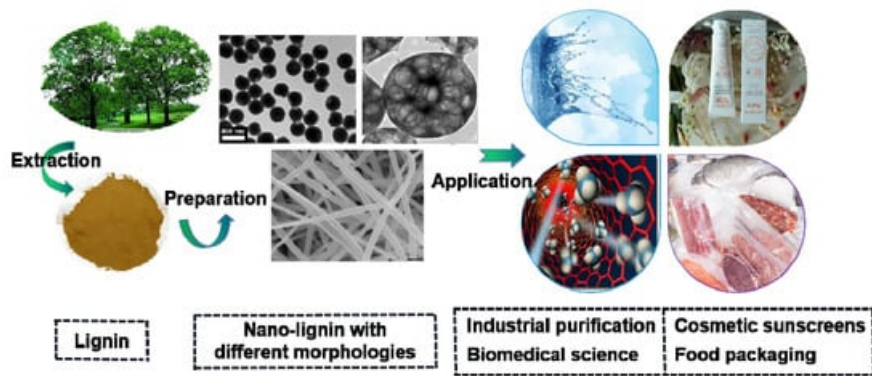 Extraction
Preparation
Application
Lignin
Nano-lignin with
different morphologies
Industrial purification
Biomedical science
Cosmetic sunscreens
Food packaging